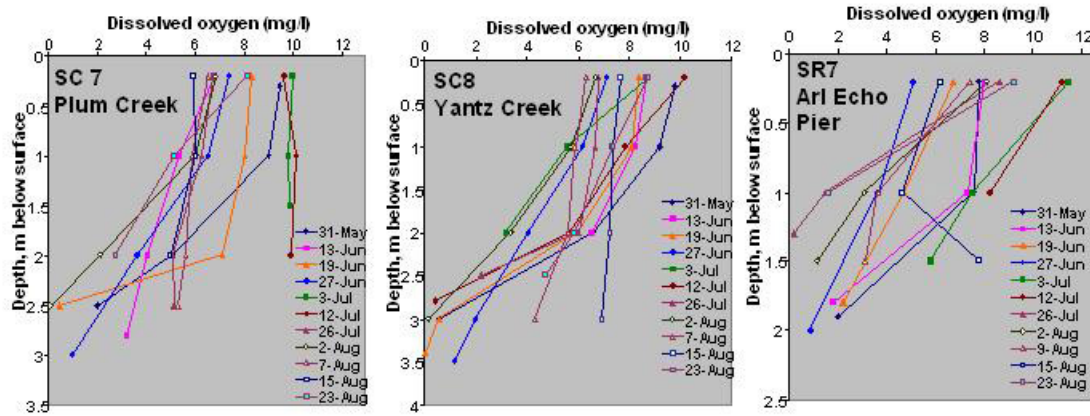 Dissolved oxygen (mg/l)
0 2 4 6 8 10 12
SC 7
Plum Creek
Depth, m below surface
0
0.5
1
1.5
2
2.5
3
3.5
4
31-May
13-Jun
19-Jun
27-Jun
3-Jul
12-Jul
26-Jul
2-Aug
7-Aug
15-Aug
23-Aug
Dissolved oxygen (mg/l)
0 2 4 6 8 10 12
SC8
Yantz Creek
Depth, m below surface
0
0.5
1
1.5
2
2.5
3
3.5
4
31-May
13-Jun
19-Jun
27-Jun
3-Jul
12-Jul
26-Jul
2-Aug
7-Aug
15-Aug
23-Aug
Dissolved oxygen (mg/l)
0 2 4 6 8 10 12
SR7
Arl Echo
Pier
Depth, m below surface
0
0.5
1
1.5
2
2.5
31-May
13-Jun
19-Jun
27-Jun
3-Jul
12-Jul
26-Jul
2-Aug
9-Aug
15-Aug
23-Aug